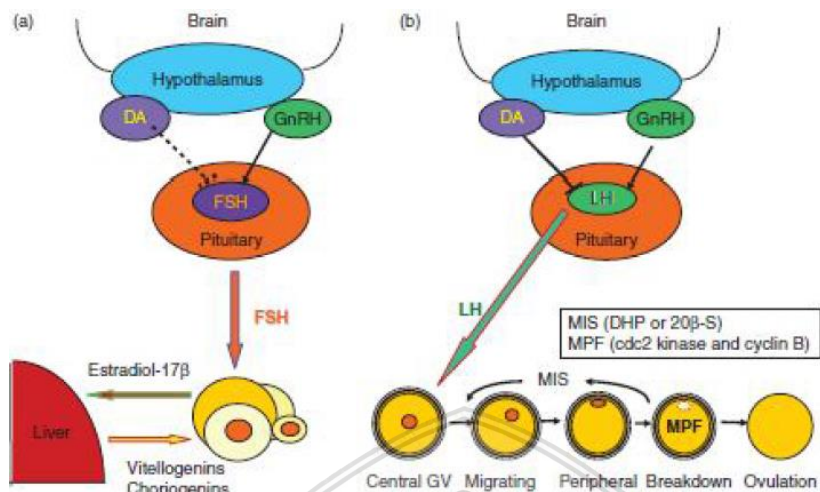 (a)
Brain
Hypothalamus
DA
GnRH
FSH
Pituitary
FSH
Estradiol-17β
Liver
Vitellogenins
Choriogenins
(b)
Brain
Hypothalamus
DA
GnRH
LH
Pituitary
LH
MIS (DHP or 20β-S)
MPF (cdc2 kinase and cyclin B)
MIS
MPF
Central GV Migrating Peripheral Breakdown Ovulation